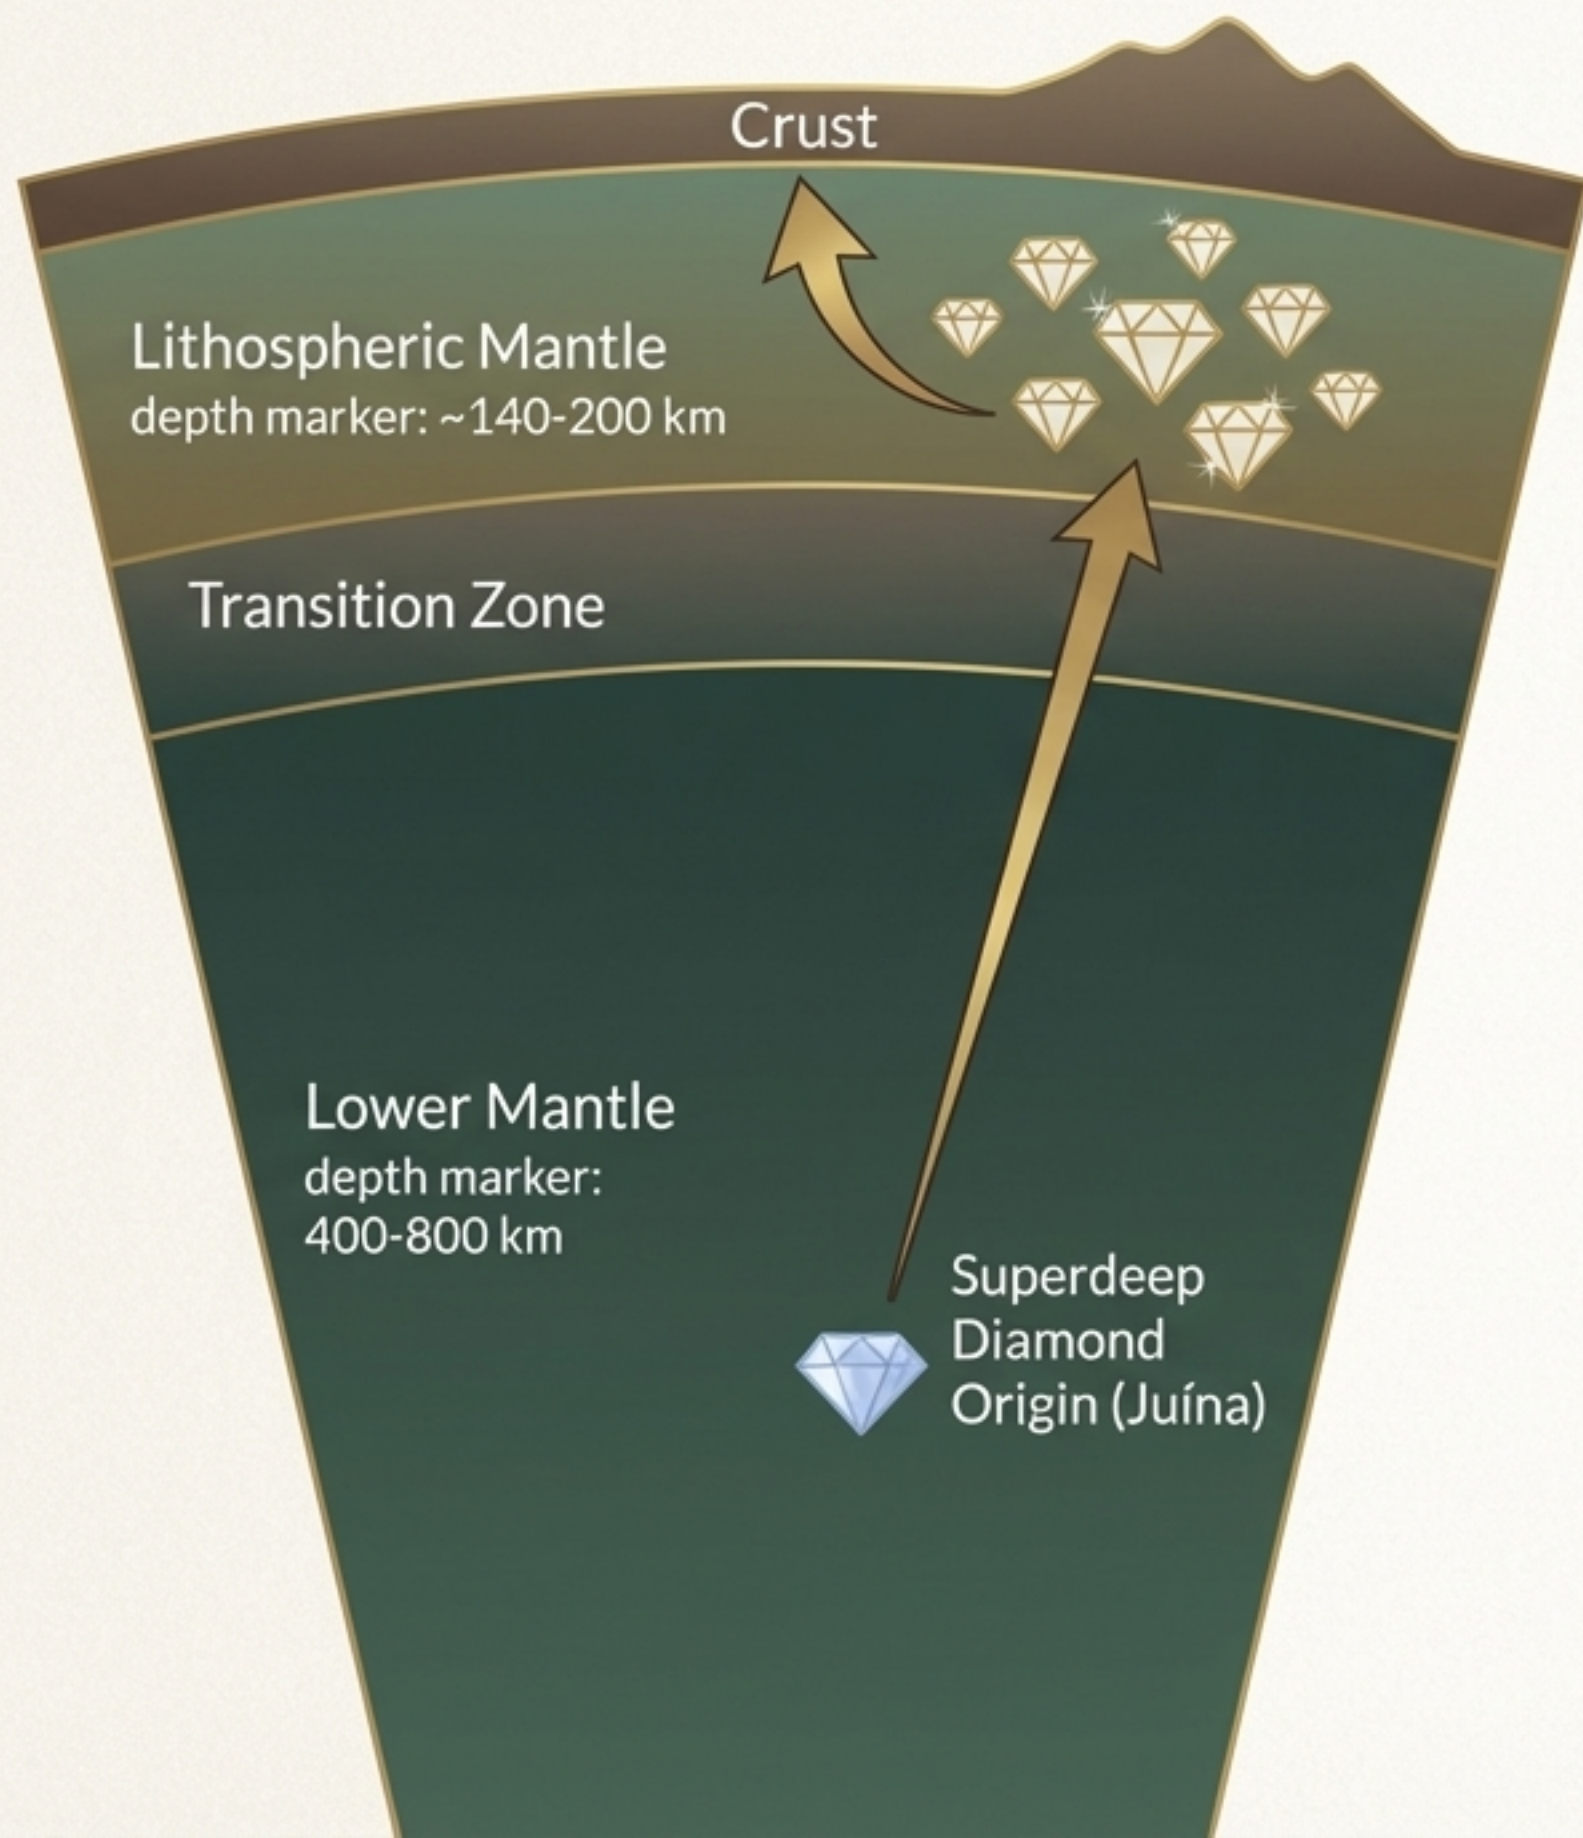 Crust
Lithospheric Mantle
depth marker: ~140-200 km
Transition Zone
Lower Mantle
depth marker:
400-800 km
Superdeep
Diamond
Origin (Juína)